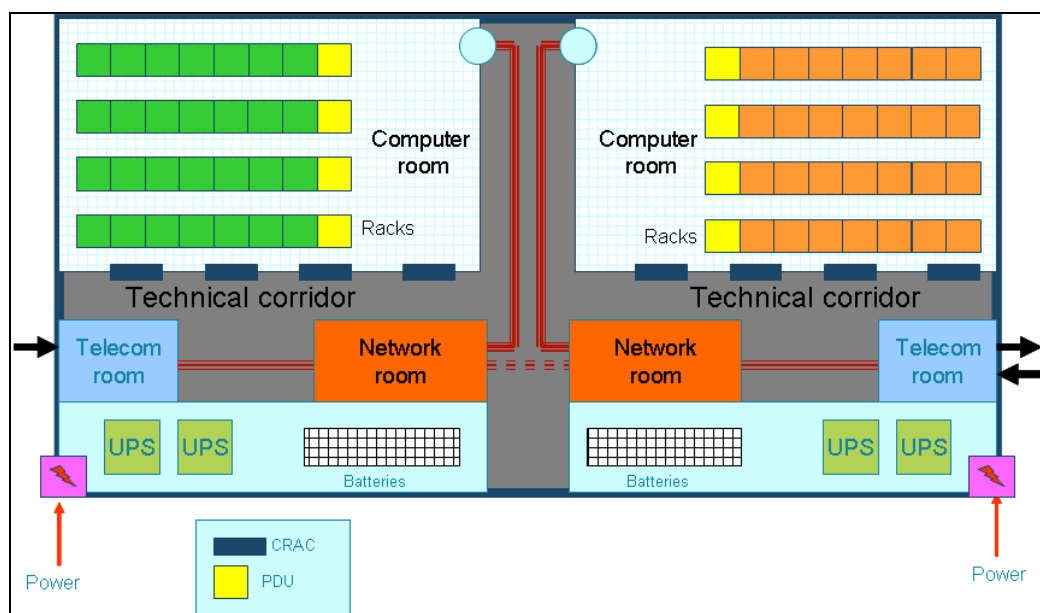 Computer
room
Computer
room
Racks
Racks
Technical corridor
Technical corridor
Telecom
room
Network
room
Network
room
Telecom
room
UPS
UPS
UPS
UPS
Batteries
Batteries
CRAC
PDU
Power
Power